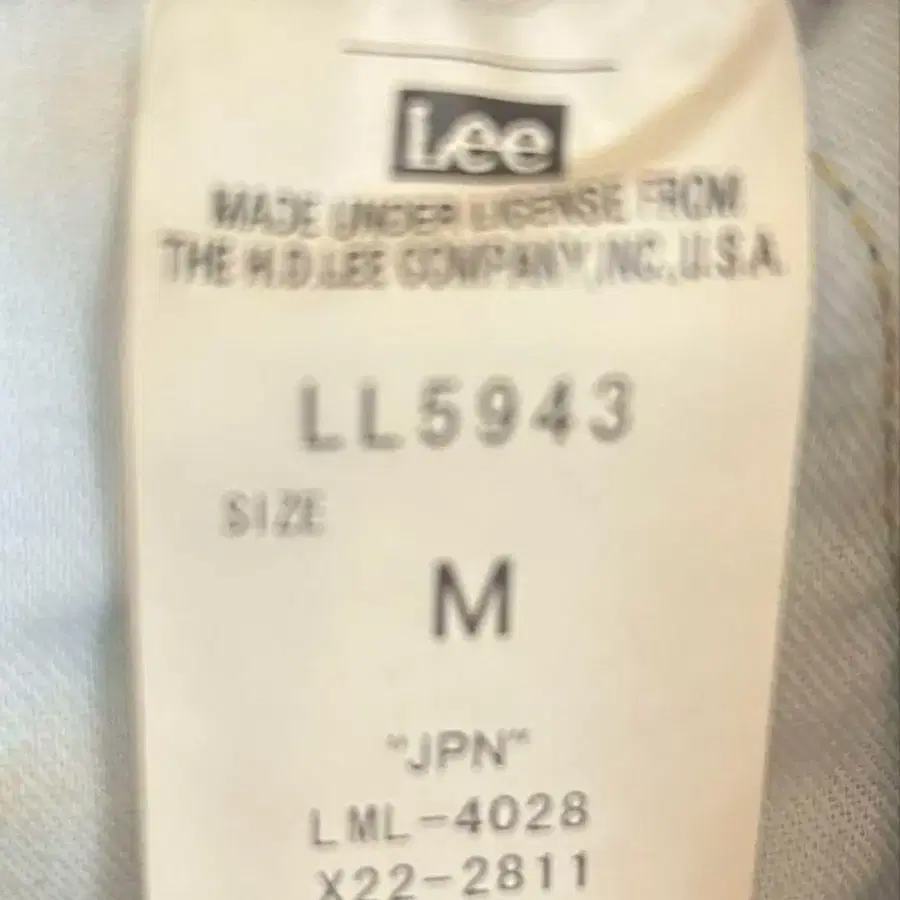 Lee
MADE UNDER LICENSE FROM
THE H.D.LEE COMPANY,INC.,U.S.A.
LL5943
SIZE
M
"JPN"
LML-4028
X22-2811